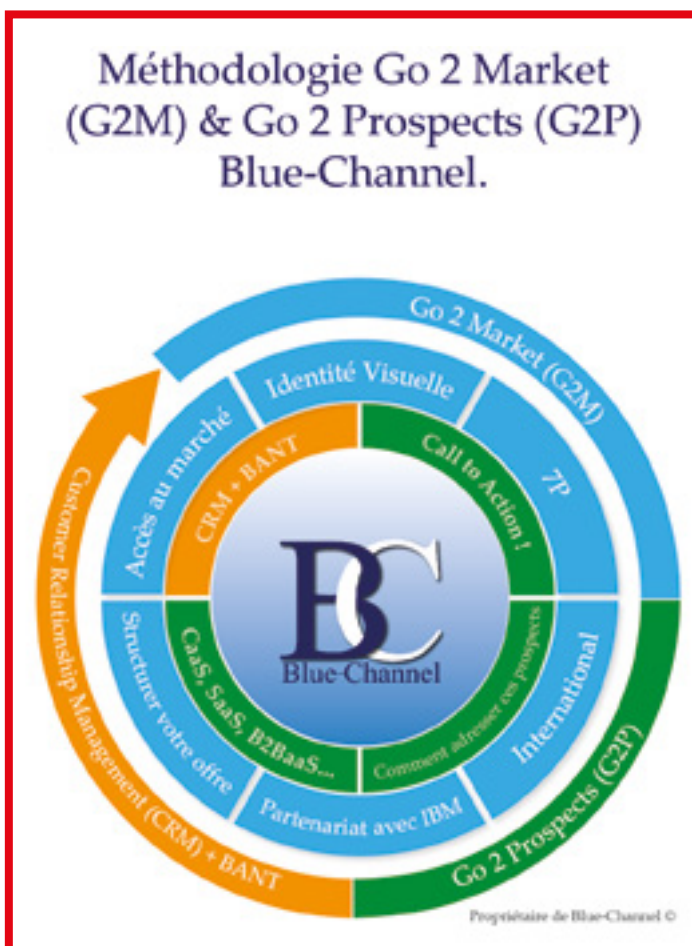 Méthodologie Go 2 Market
(G2M) & Go 2 Prospects (G2P)
Blue-Channel.
Go 2 Market (G2M)
Identité Visuelle
Accès au marché
7P
CRM + BANT
Call to Action !
Customer Relationship Management (CRM) + BANT
BC
Blue-Channel
Structurer votre offre
CaaS, SaaS, B2BaaS...
Comment adresser ces prospects
International
Partenariat avec IBM
Go 2 Prospects (G2P)
Propriétaire de Blue-Channel ©